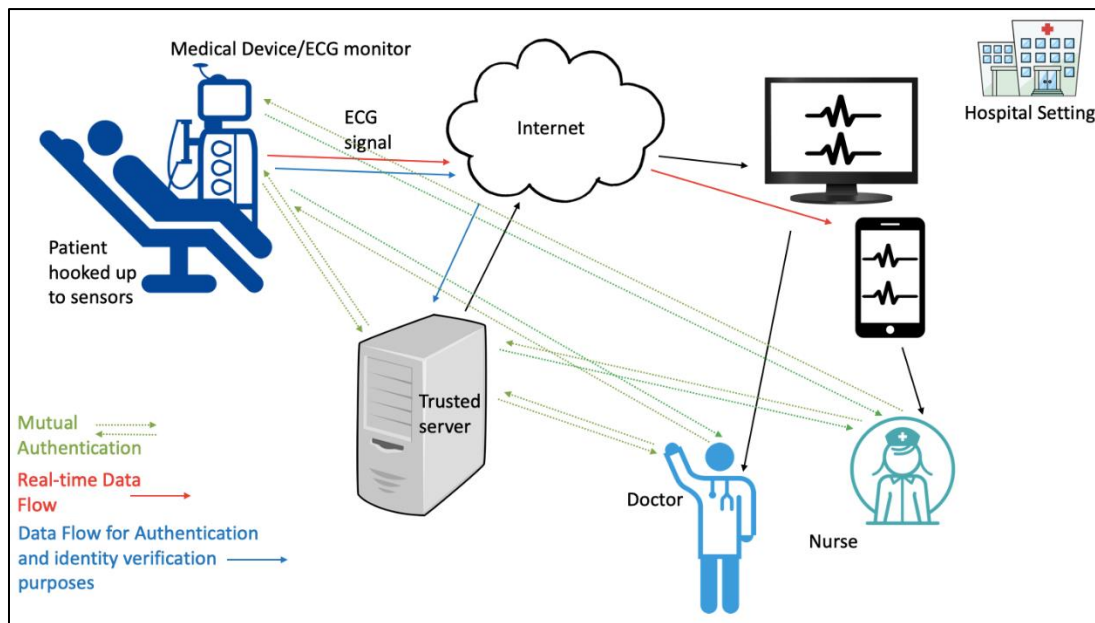 Medical Device/ECG monitor
ECG
signal
Internet
Hospital Setting
Patient
hooked up
to sensors
Trusted
server
Mutual
Authentication
Real-time Data
Flow
Data Flow for Authentication
and identity verification
purposes
Doctor
Nurse